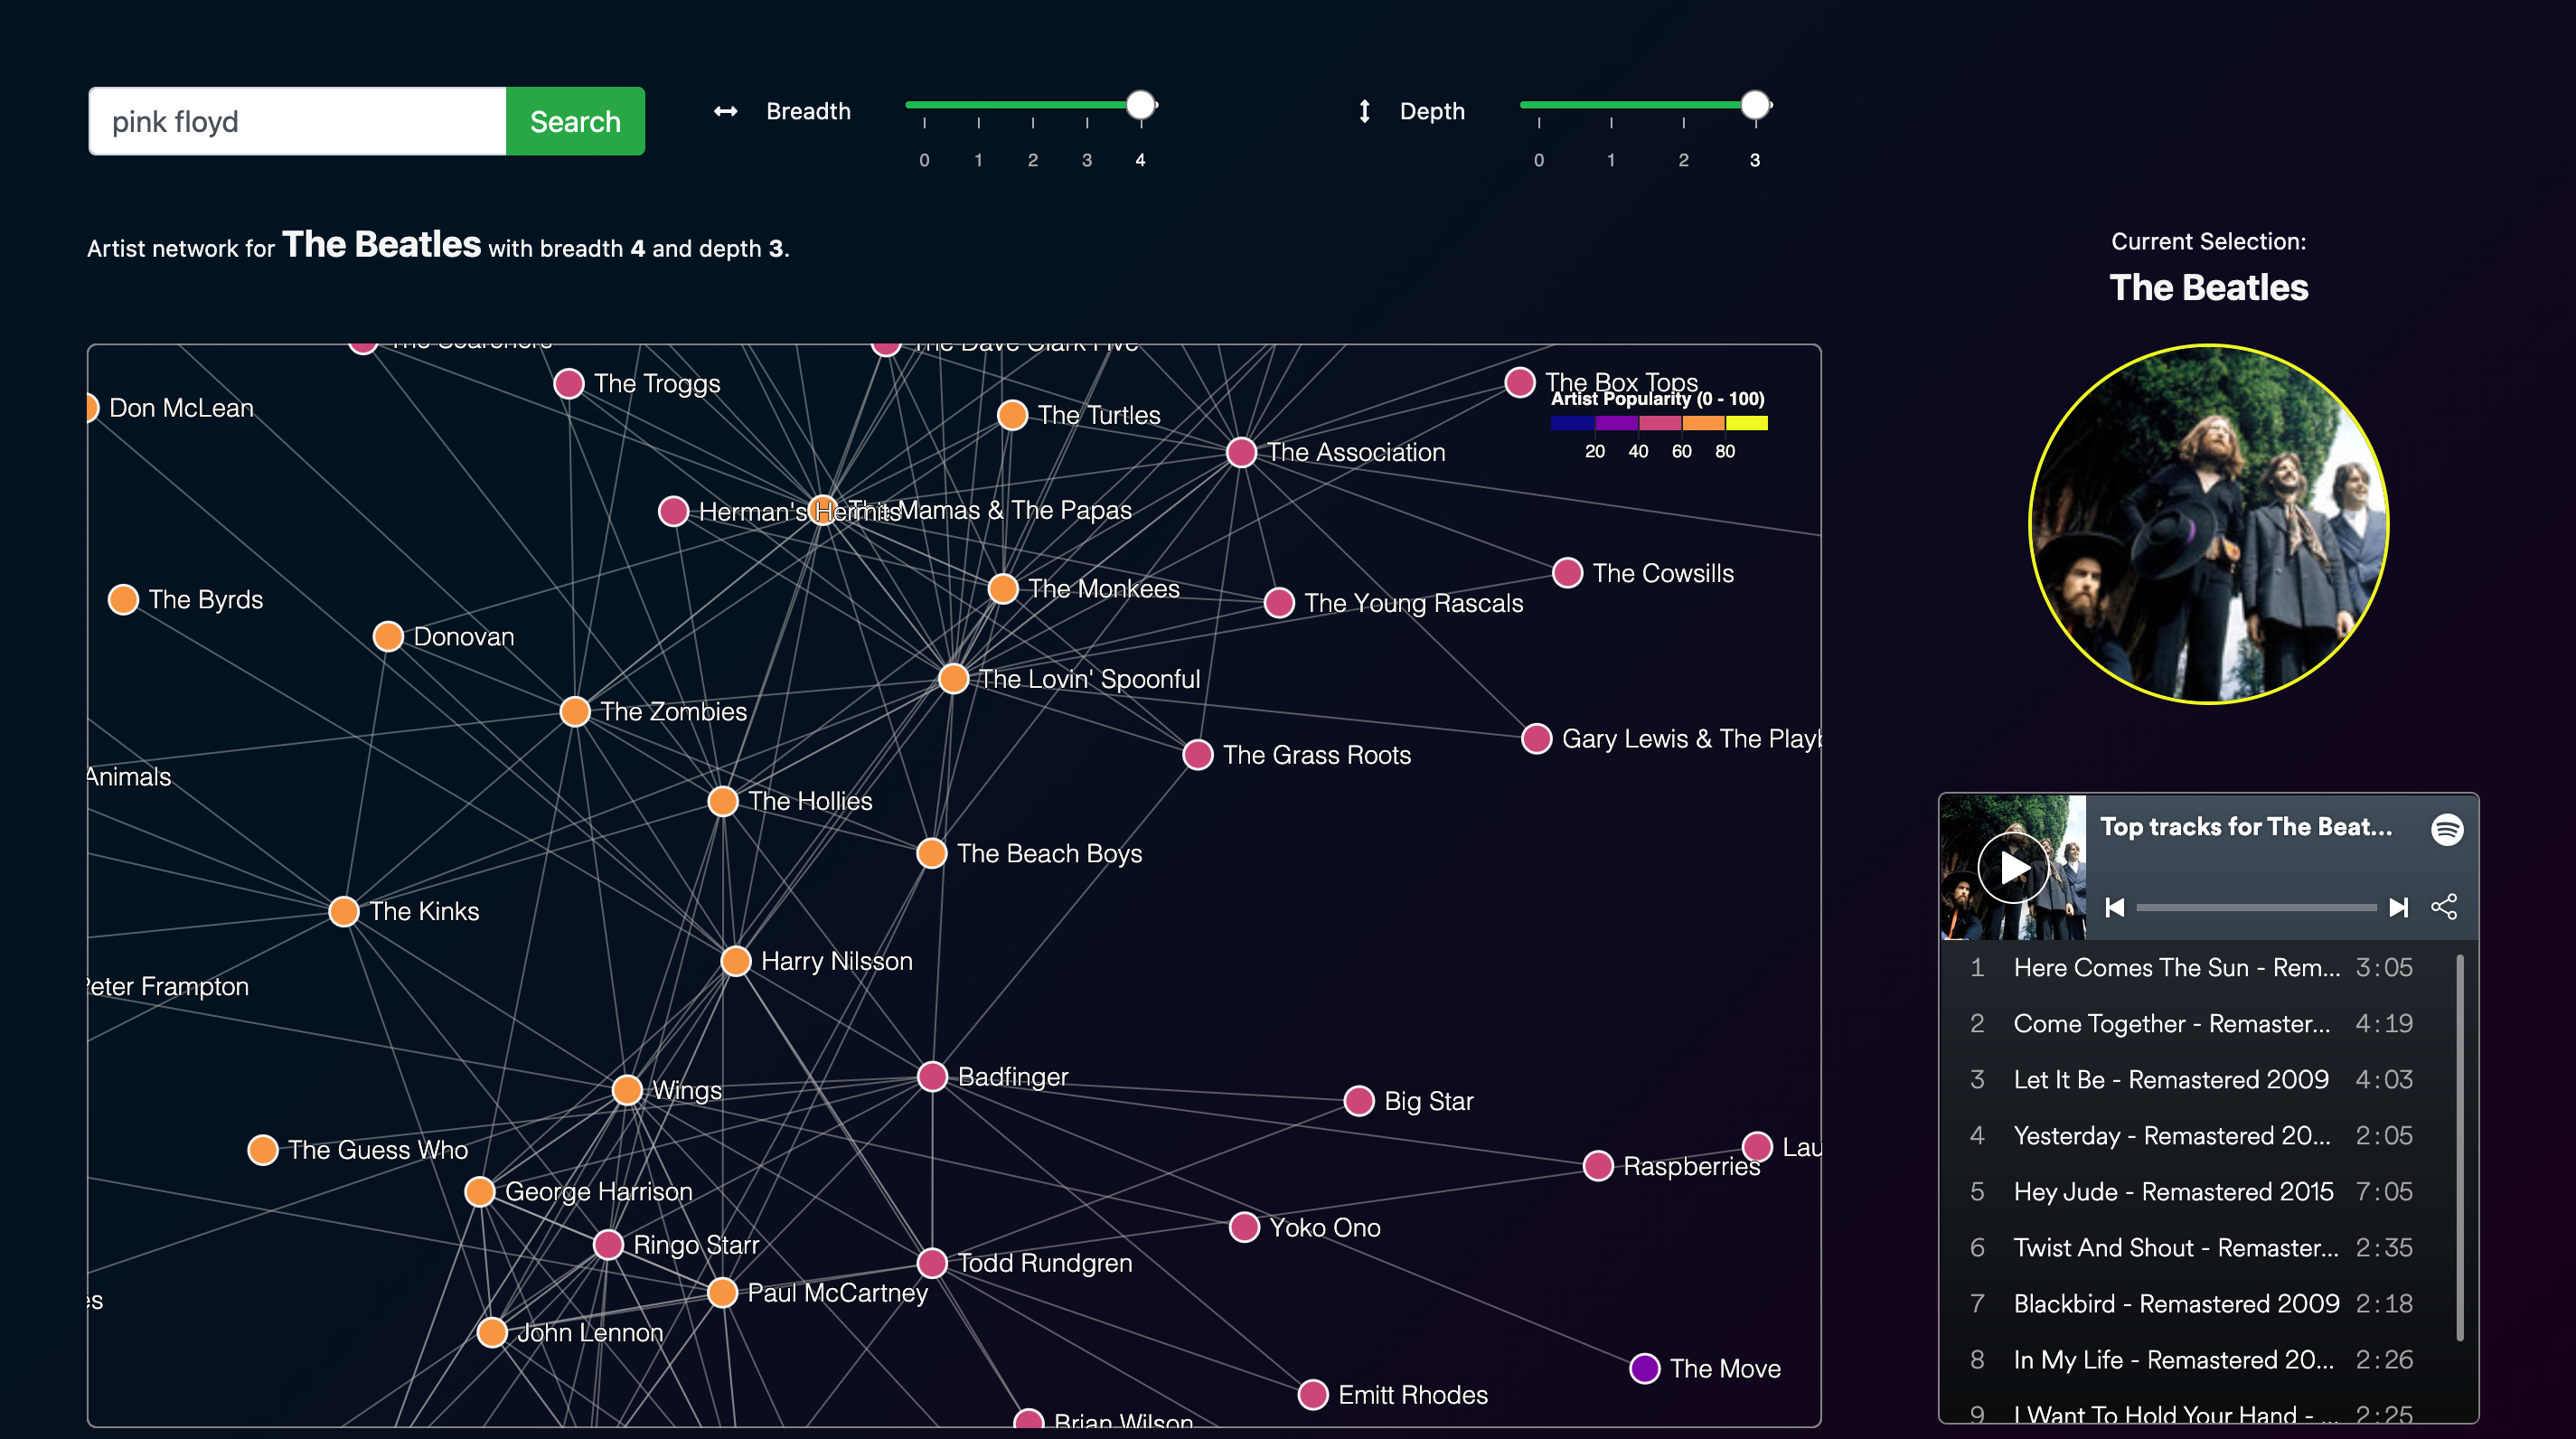 pink floyd
Search
Breadth
0 1 2 3 4
Depth
0 1 2 3
Artist network for The Beatles with breadth 4 and depth 3.
Current Selection:
The Beatles
The Searchers
The Dave Clark Five
The Troggs
The Box Tops
Artist Popularity (0 - 100)
20 40 60 80
Don McLean
The Turtles
The Association
Herman's Hermits
The Mamas & The Papas
The Cowsills
The Monkees
The Byrds
The Young Rascals
Donovan
The Lovin' Spoonful
The Zombies
Gary Lewis & The Playb
The Grass Roots
Animals
The Hollies
The Beach Boys
The Kinks
Harry Nilsson
Peter Frampton
Badfinger
Wings
Big Star
The Guess Who
Lau
Raspberries
George Harrison
Yoko Ono
Ringo Starr
Todd Rundgren
Paul McCartney
es
John Lennon
The Move
Emitt Rhodes
Brian Wilson
Top tracks for The Beat...
1 Here Comes The Sun - Rem... 3:05
2 Come Together - Remaster... 4:19
3 Let It Be - Remastered 2009 4:03
4 Yesterday - Remastered 20... 2:05
5 Hey Jude - Remastered 2015 7:05
6 Twist And Shout - Remaster... 2:35
7 Blackbird - Remastered 2009 2:18
8 In My Life - Remastered 20... 2:26
9 I Want To Hold Your Hand - ... 2:25